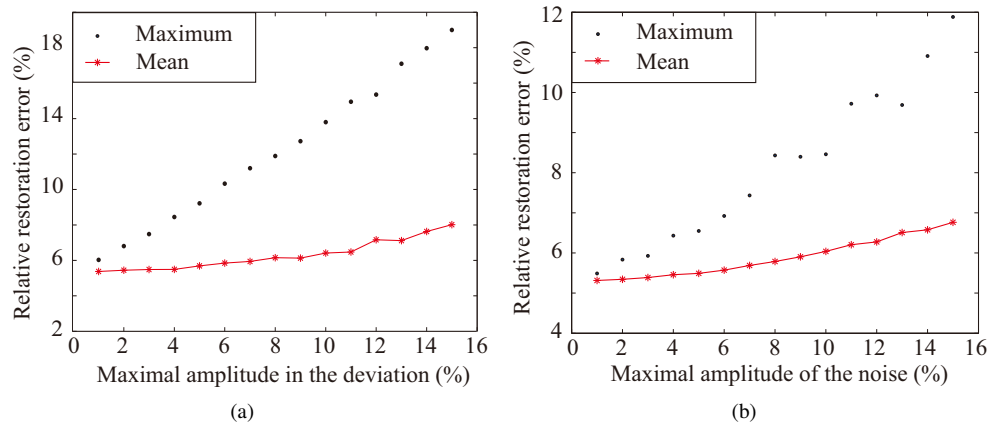 Relative restoration error (%)
18
14
10
6
2
Maximum
Mean
0 2 4 6 8 10 12 14 16
Maximal amplitude in the deviation (%)
(a)
Relative restoration error (%)
12
10
8
6
4
Maximum
Mean
0 2 4 6 8 10 12 14 16
Maximal amplitude of the noise (%)
(b)